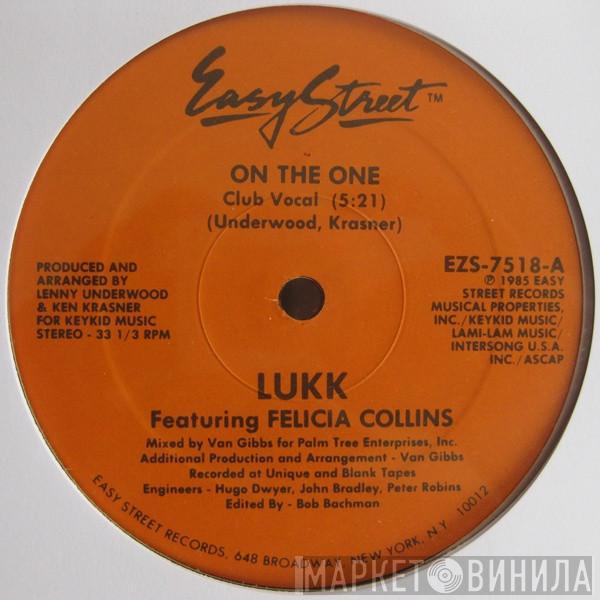 Easy Street™
ON THE ONE
Club Vocal (5:21)
(Underwood, Krasner)
PRODUCED AND
ARRANGED BY
LENNY UNDERWOOD
& KEN KRASNER
FOR KEYKID MUSIC
STEREO - 33 1/3 RPM
EZS-7518-A
℗ 1985 EASY
STREET RECORDS
MUSICAL PROPERTIES,
INC./KEYKID MUSIC/
LAMI-LAM MUSIC/
INTERSONG U.S.A.
INC./ASCAP
LUKK
Featuring FELICIA COLLINS
Mixed by Van Gibbs for Palm Tree Enterprises, Inc.
Additional Production and Arrangement - Van Gibbs
Recorded at Unique and Blank Tapes
Engineers - Hugo Dwyer, John Bradley, Peter Robins
Edited By - Bob Bachman
EASY STREET RECORDS, 648 BROADWAY, NEW YORK, N.Y. 10012
МАРКЕТ ВИНИЛА